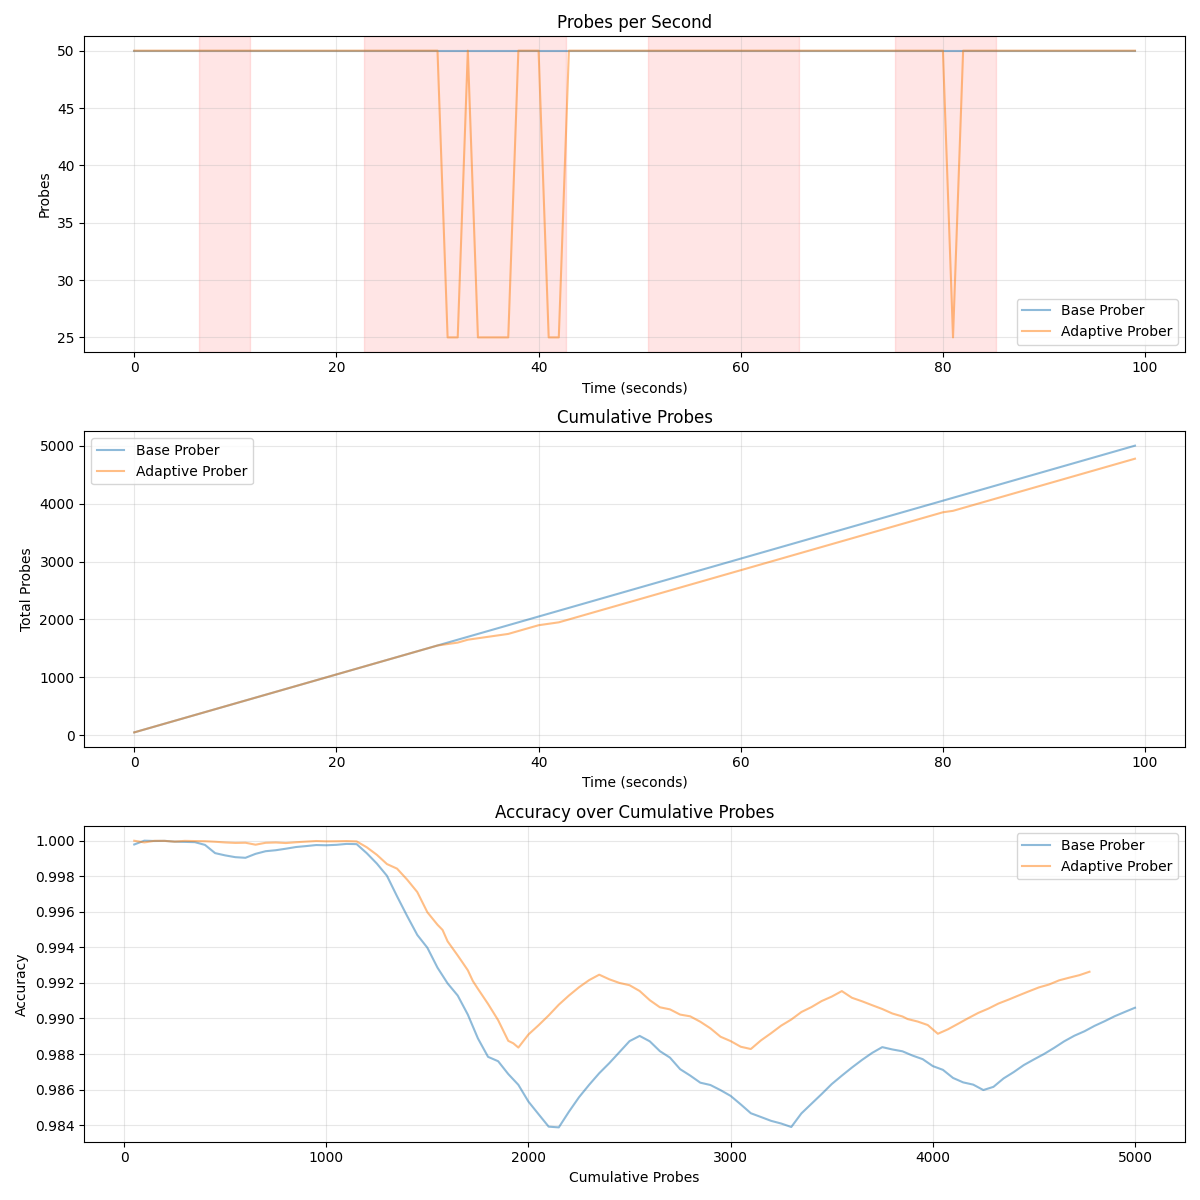 Probes per Second
Probes
50
45
40
35
30
25
Base Prober
Adaptive Prober
0 20 40 60 80 100
Time (seconds)
Cumulative Probes
Total Probes
5000
4000
3000
2000
1000
0
Base Prober
Adaptive Prober
0 20 40 60 80 100
Time (seconds)
Accuracy over Cumulative Probes
Accuracy
1.000
0.998
0.996
0.994
0.992
0.990
0.988
0.986
0.984
Base Prober
Adaptive Prober
0 1000 2000 3000 4000 5000
Cumulative Probes